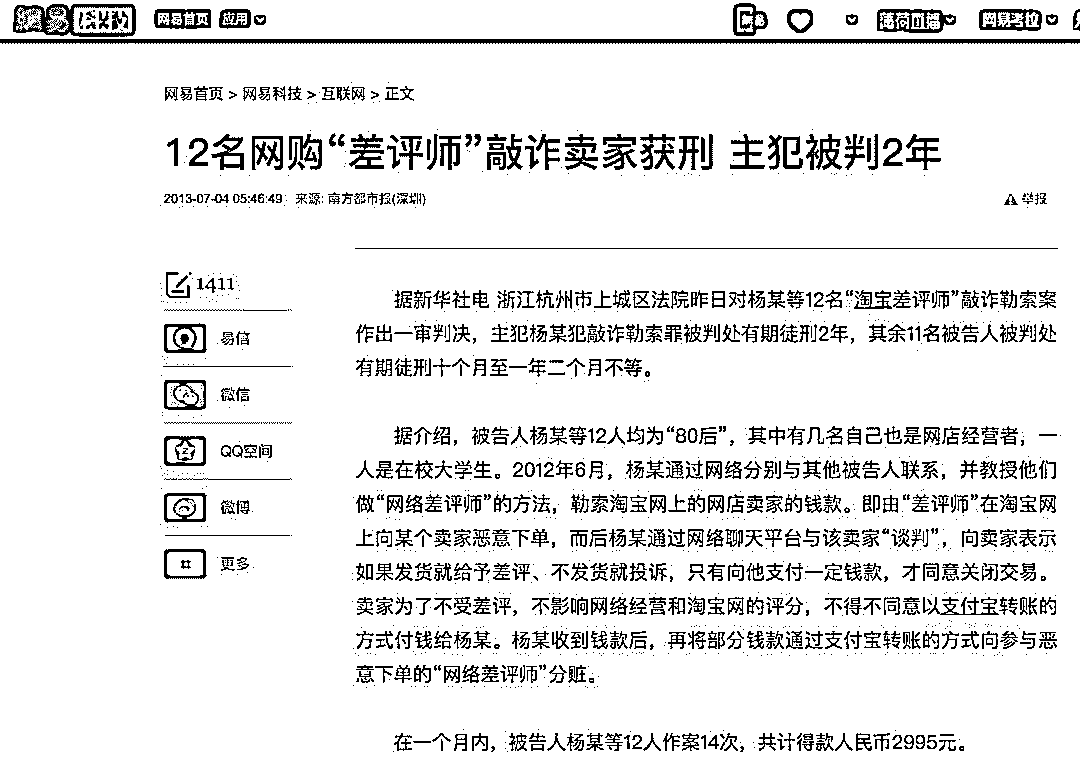 網易 
网易首页 应用
网易首页 > 网易科技 > 互联网 > 正文
12名网购“差评师”敲诈卖家获刑 主犯被判2年
2013-07-04 05:46:49 来源: 南方都市报(深圳)
举报
1411
易信
微信
QQ空间
微博
更多
据新华社电 浙江杭州市上城区法院昨日对杨某等12名“淘宝差评师”敲诈勒索案
作出一审判决，主犯杨某犯敲诈勒索罪被判处有期徒刑2年，其余11名被告人被判处
有期徒刑十个月至一年二个月不等。
据介绍，被告人杨某等12人均为“80后”，其中有几名自己也是网店经营者，一
人是在校大学生。2012年6月，杨某通过网络分别与其他被告人联系，并教授他们
做“网络差评师”的方法，勒索淘宝网上的网店卖家的钱款。即由“差评师”在淘宝网
上向某个卖家恶意下单，而后杨某通过网络聊天平台与该卖家“谈判”，向卖家表示
如果发货就给予差评、不发货就投诉，只有向他支付一定钱款，才同意关闭交易。
卖家为了不受差评，不影响网络经营和淘宝网的评分，不得不同意以支付宝转账的
方式付钱给杨某。杨某收到钱款后，再将部分钱款通过支付宝转账的方式向参与恶
意下单的“网络差评师”分赃。
在一个月内，被告人杨某等12人作案14次，共计得款人民币2995元。